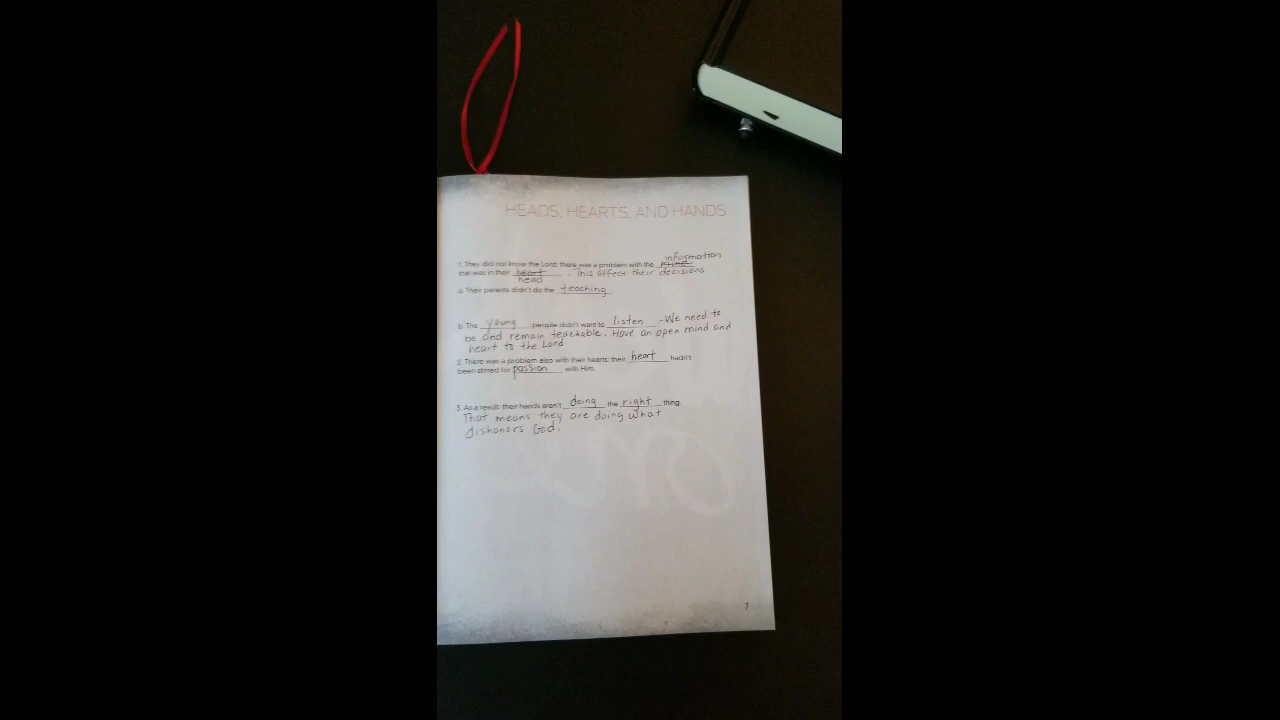 HEADS, HEARTS, AND HANDS
information
1. They did not know the Lord; there was a problem with the mind
that was in their heart. - This affect their decisions
head
a. Their parents didn't do the teaching.
b. The young people didn't want to listen. - We need to
be and remain teachable. Have an open mind and
heart to the Lord
2. There was a problem also with their hearts: their heart hadn't
been stirred for passion with Him.
3. As a result: their hands aren't doing the right thing.
That means they are doing what
dishonors God.
7